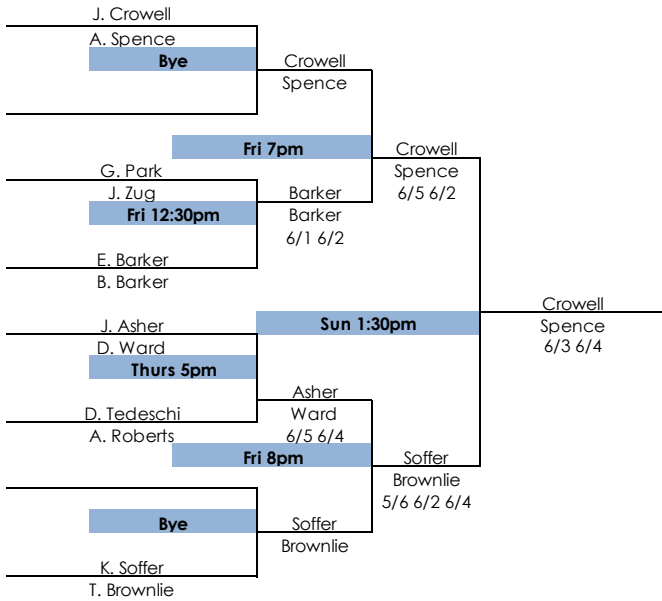 J. Crowell
A. Spence
Bye
Crowell
Spence
Fri 7pm
Crowell
Spence
6/5 6/2
G. Park
J. Zug
Fri 12:30pm
Barker
Barker
6/1 6/2
E. Barker
B. Barker
Sun 1:30pm
Crowell
Spence
6/3 6/4
J. Asher
D. Ward
Thurs 5pm
Asher
Ward
6/5 6/4
D. Tedeschi
A. Roberts
Fri 8pm
Soffer
Brownlie
5/6 6/2 6/4
Bye
Soffer
Brownlie
K. Soffer
T. Brownlie